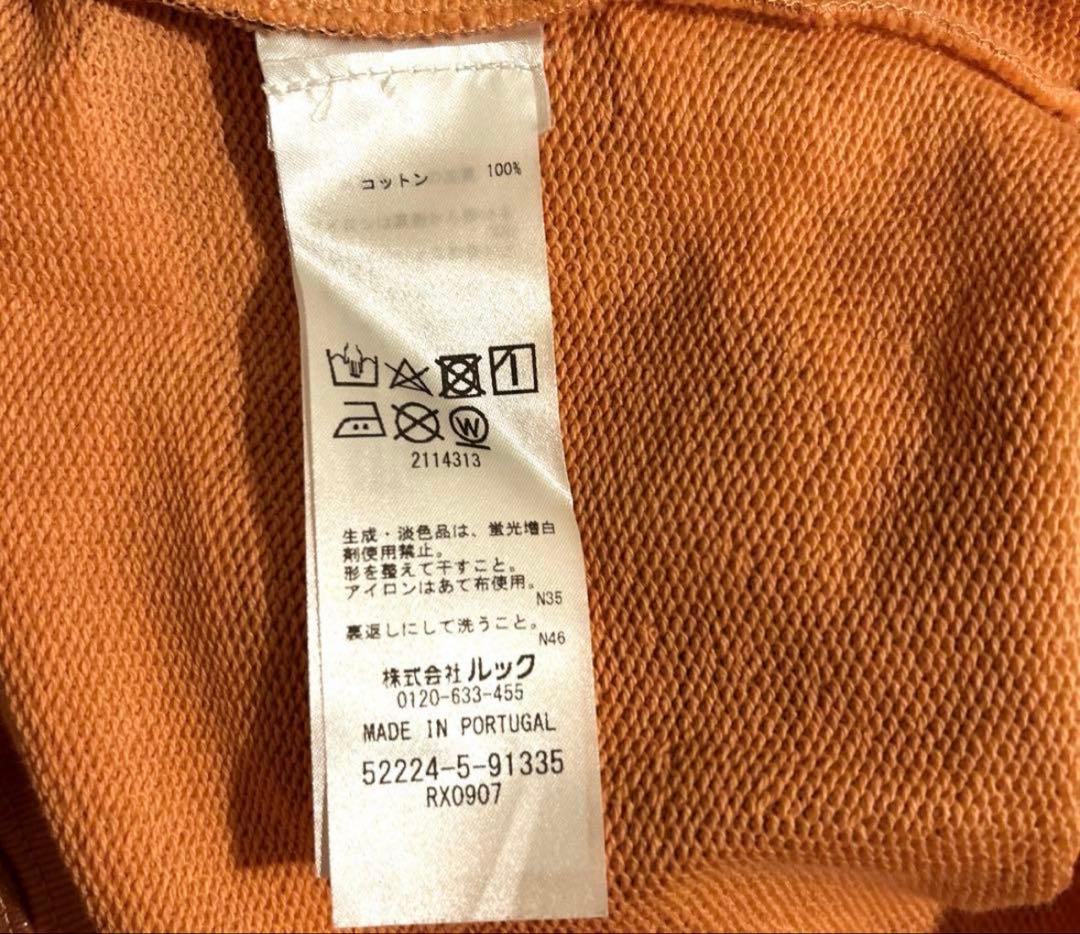 コットン 100%
W
2114313
生成・淡色品は、蛍光増白
剤使用禁止。
形を整えて干すこと。
アイロンはあて布使用。
N35
裏返しにして洗うこと。
N46
株式会社 ルック
0120-633-455
MADE IN PORTUGAL
52224-5-91335
RX0907